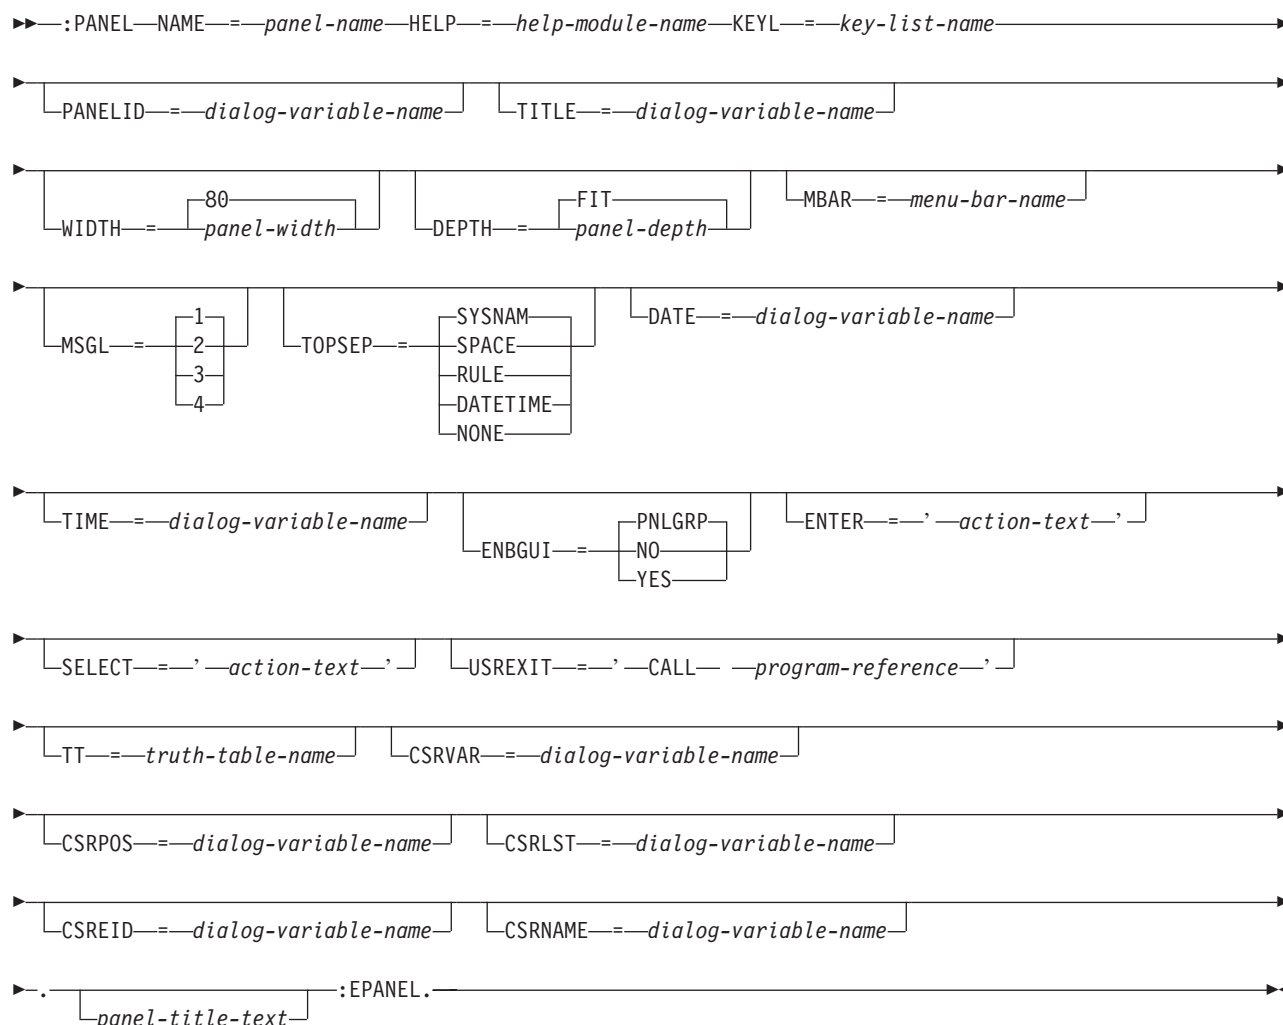 :PANEL NAME = panel-name HELP = help-module-name KEYL = key-list-name
PANELID = dialog-variable-name TITLE = dialog-variable-name
80 FIT MBAR = menu-bar-name
WIDTH = panel-width DEPTH = panel-depth
1 SYSNAM DATE = dialog-variable-name
MSGL = 2 TOPSEP = SPACE
3 RULE
4 DATETIME
NONE
TIME = dialog-variable-name PNLGRP ENTER = ’ action-text ’
ENBGUI = NO
YES
SELECT = ’ action-text ’ USREXIT = ’ CALL program-reference ’
TT = truth-table-name CSRVAR = dialog-variable-name
CSRPOS = dialog-variable-name CSRLST = dialog-variable-name
CSREID = dialog-variable-name CSRNAME = dialog-variable-name
. :EPANEL.
panel-title-text